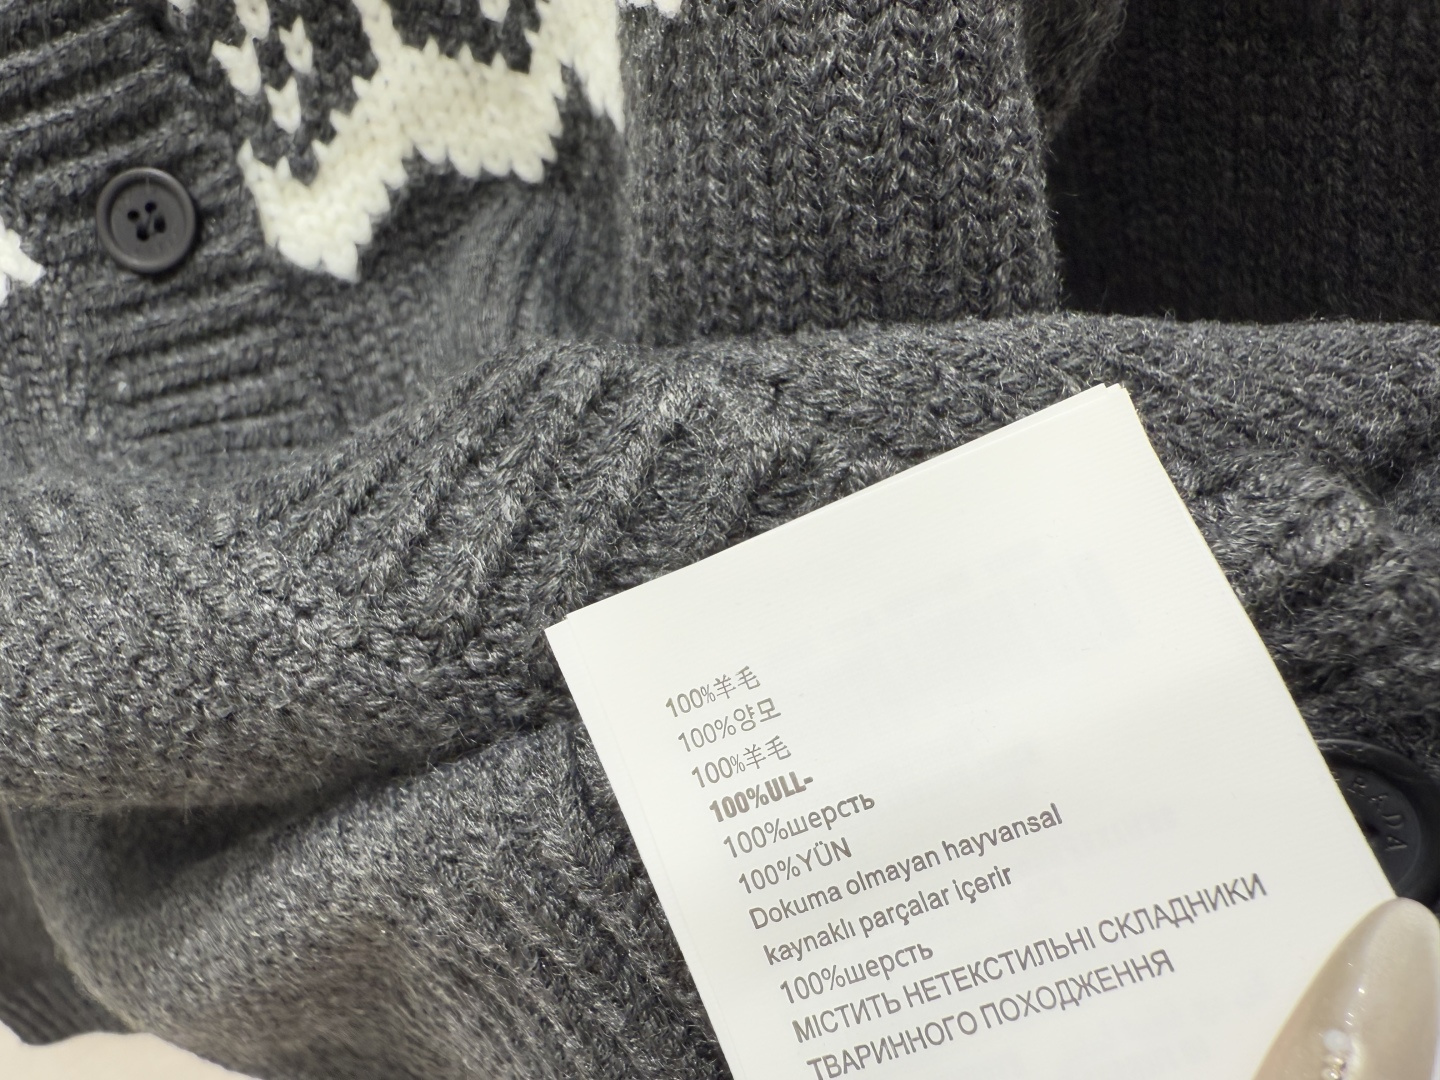 100%羊毛
100%양모
100%羊毛
100%ULL-
100%шерсть
100%YÜN
Dokuma olmayan hayvansal
kaynaklı parçalar içerir
100%шерсть
МІСТИТЬ НЕТЕКСТИЛЬНІ СКЛАДНИКИ
ТВАРИННОГО ПОХОДЖЕННЯ